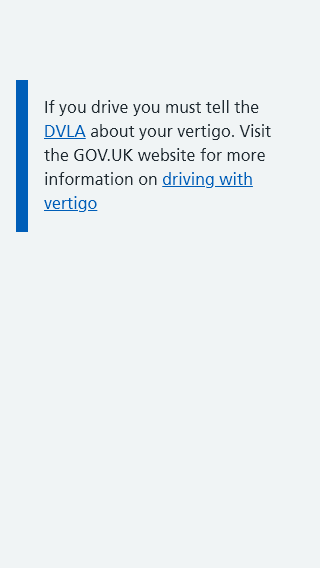 If you drive you must tell the
DVLA about your vertigo. Visit
the GOV.UK website for more
information on driving with
vertigo